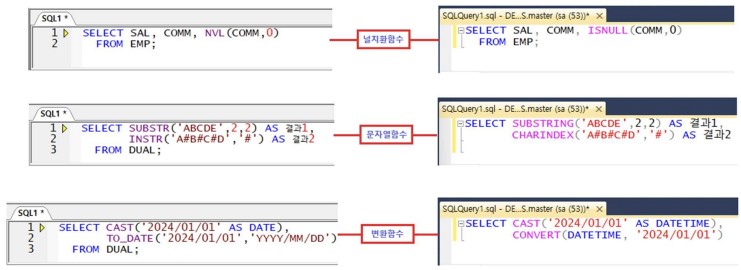 SQL1 *
1 SELECT SAL, COMM, NVL(COMM,0)
2 FROM EMP;
널치환함수
SQLQuery1.sql - DE...S.master (sa (53))* ×
SELECT SAL, COMM, ISNULL(COMM,0)
FROM EMP;
SQL1 *
1 SELECT SUBSTR('ABCDE',2,2) AS 결과1,
2 INSTR('A#B#C#D','#') AS 결과2
3 FROM DUAL;
문자열함수
SQLQuery1.sql - DE...S.master (sa (53))* ×
SELECT SUBSTRING('ABCDE',2,2) AS 결과1,
CHARINDEX('A#B#C#D','#') AS 결과2
SQL1 *
1 SELECT CAST('2024/01/01' AS DATE),
2 TO_DATE('2024/01/01','YYYY/MM/DD')
3 FROM DUAL;
변환함수
SQLQuery1.sql - DE...S.master (sa (53))* ×
SELECT CAST('2024/01/01' AS DATETIME),
CONVERT(DATETIME, '2024/01/01')